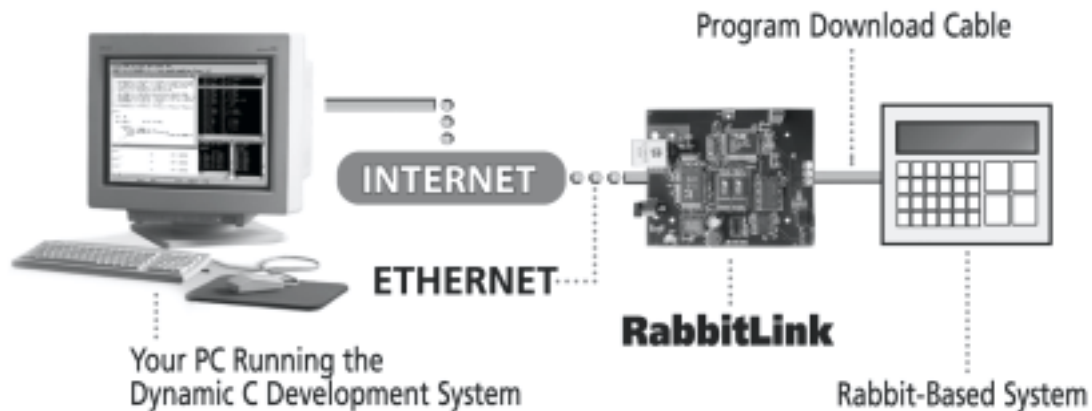 Program Download Cable
INTERNET
ETHERNET
RabbitLink
Your PC Running the
Dynamic C Development System
Rabbit-Based System